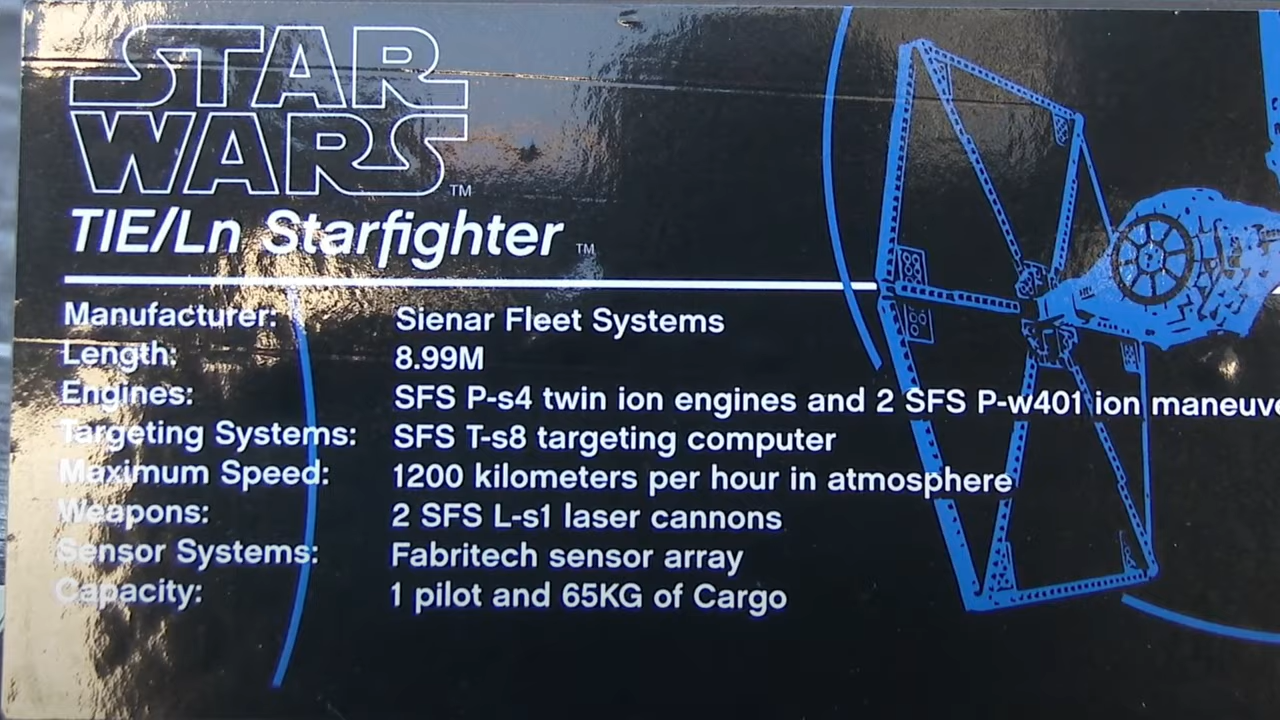 STAR
WARS™
TIE/Ln Starfighter ™
Manufacturer: Sienar Fleet Systems
Length: 8.99M
Engines: SFS P-s4 twin ion engines and 2 SFS P-w401 ion
Targeting Systems: SFS T-s8 targeting computer
Maximum Speed: 1200 kilometers per hour in atmosphere
Weapons: 2 SFS L-s1 laser cannons
Sensor Systems: Fabritech sensor array
Capacity: 1 pilot and 65KG of Cargo